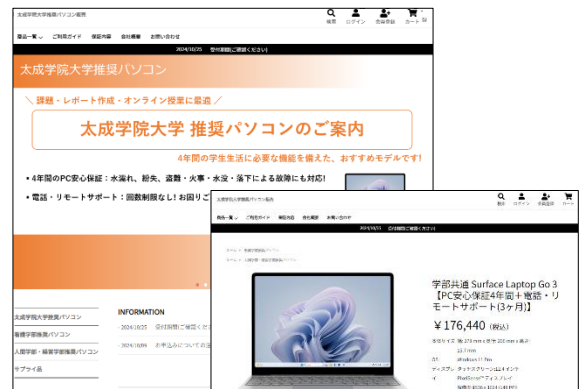 太成学院大学推奨パソコン販売
検索 ログイン 会員登録 カート
商品一覧 ご利用ガイド 保証内容 会社概要 お問い合わせ
2024/10/25 受付期間ご確認ください
太成学院大学推奨パソコン
＼ 課題・レポート作成・オンライン授業に最適 ／
太成学院大学 推奨パソコンのご案内
4年間の学生生活に必要な機能を備えた、おすすめモデルです!
・4年間のPC安心保証：水濡れ、紛失、盗難・火事・水没・落下による故障にも対応!
・電話・リモートサポート：回数制限なし! お困りご
太成学院大学推奨パソコン
看護学部推奨パソコン
人間学部・経営学部推奨パソコン
サプライ品
INFORMATION
2024/10/25 受付期間ご確認くださ
2024/10/09 お申込みについての注
太成学院大学推奨パソコン販売
検索 ログイン 会員登録 カート
商品一覧 ご利用ガイド 保証内容 会社概要 お問い合わせ
2024/10/25 受付期間ご確認ください
学部共通 Surface Laptop Go 3
【PC安心保証4年間＋電話・リ
モートサポート(3ヶ月)】
￥176,440 (税込)
Windows 11 Pro